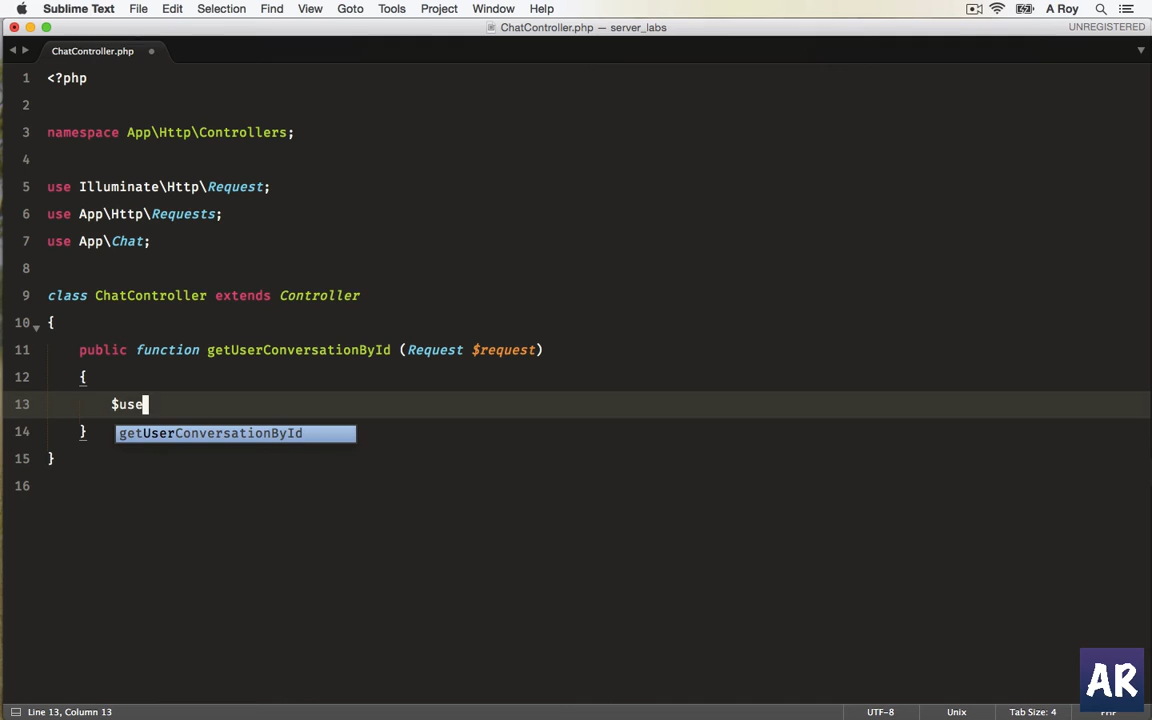 Sublime Text File Edit Selection Find View Goto Tools Project Window Help A Roy
ChatController.php — server_labs UNREGISTERED
ChatController.php
1 <?php
2
3 namespace App\Http\Controllers;
4
5 use Illuminate\Http\Request;
6 use App\Http\Requests;
7 use App\Chat;
8
9 class ChatController extends Controller
10 {
11 public function getUserConversationById (Request $request)
12 {
13 $use
getUserConversationById
14 }
15 }
16
AR
Line 13, Column 13 UTF-8 Unix Tab Size: 4 PHP